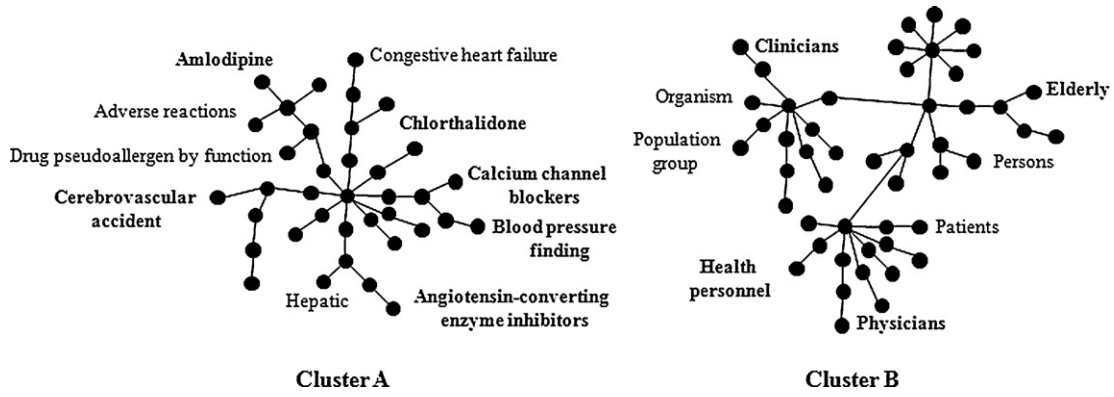 Amlodipine
Congestive heart failure
Adverse reactions
Chlorthalidone
Drug pseudoallergen by function
Cerebrovascular
accident
Calcium channel
blockers
Blood pressure
finding
Hepatic
Angiotensin-converting
enzyme inhibitors
Cluster A
Clinicians
Organism
Elderly
Population
group
Persons
Patients
Health
personnel
Physicians
Cluster B